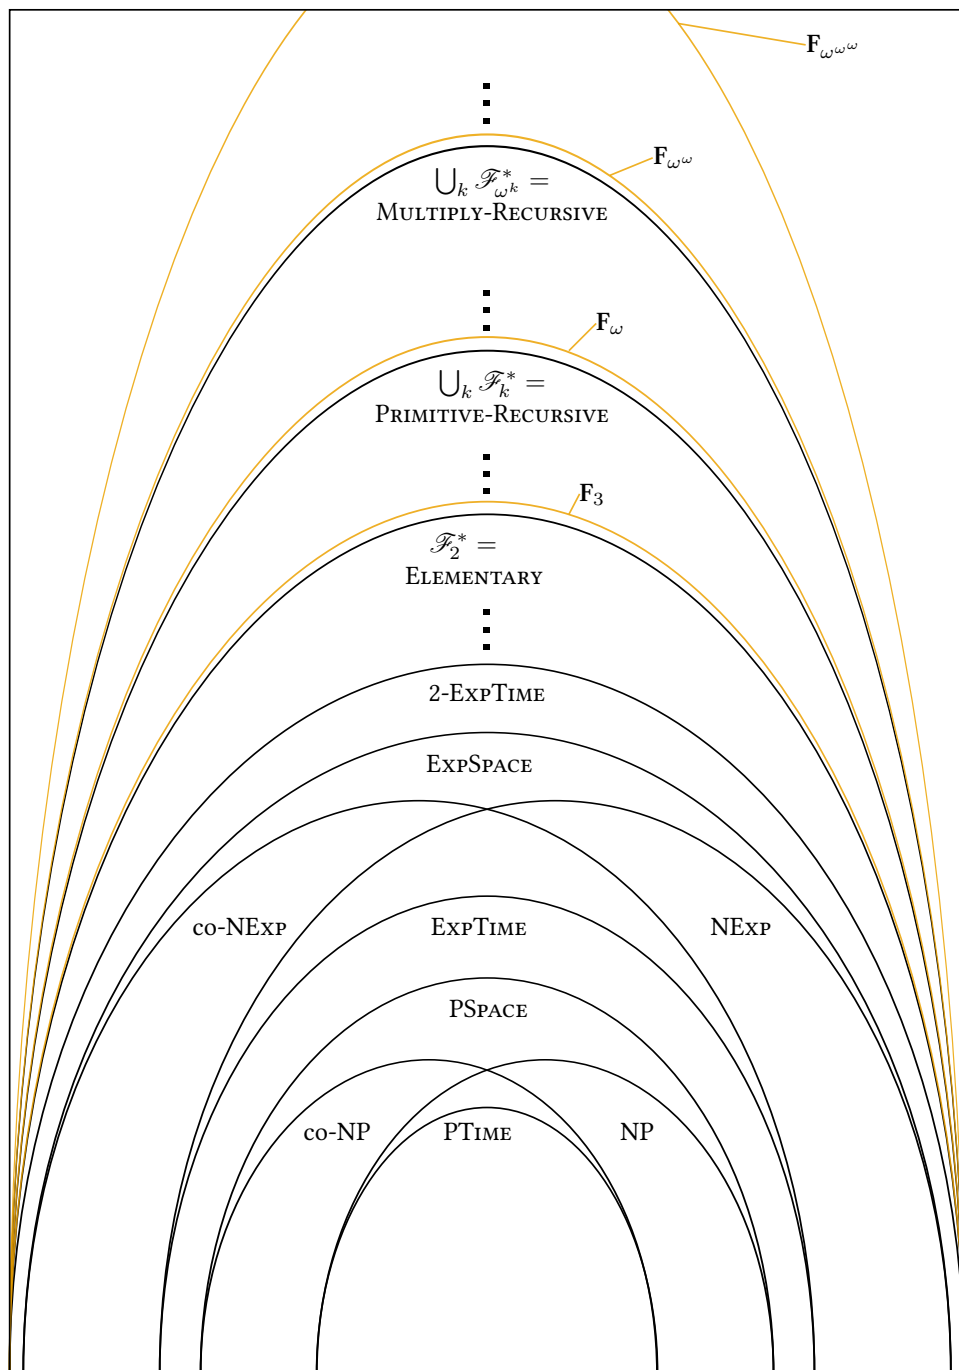 𝐅_{ω^{ω^ω}}
𝐅_{ω^ω}
⋃_k ℱ*_{ω^k} =
Multiply-Recursive
𝐅_ω
⋃_k ℱ*_k =
Primitive-Recursive
𝐅_3
ℱ*_2 =
Elementary
2-ExpTime
ExpSpace
co-NExp ExpTime NExp
PSpace
co-NP PTime NP